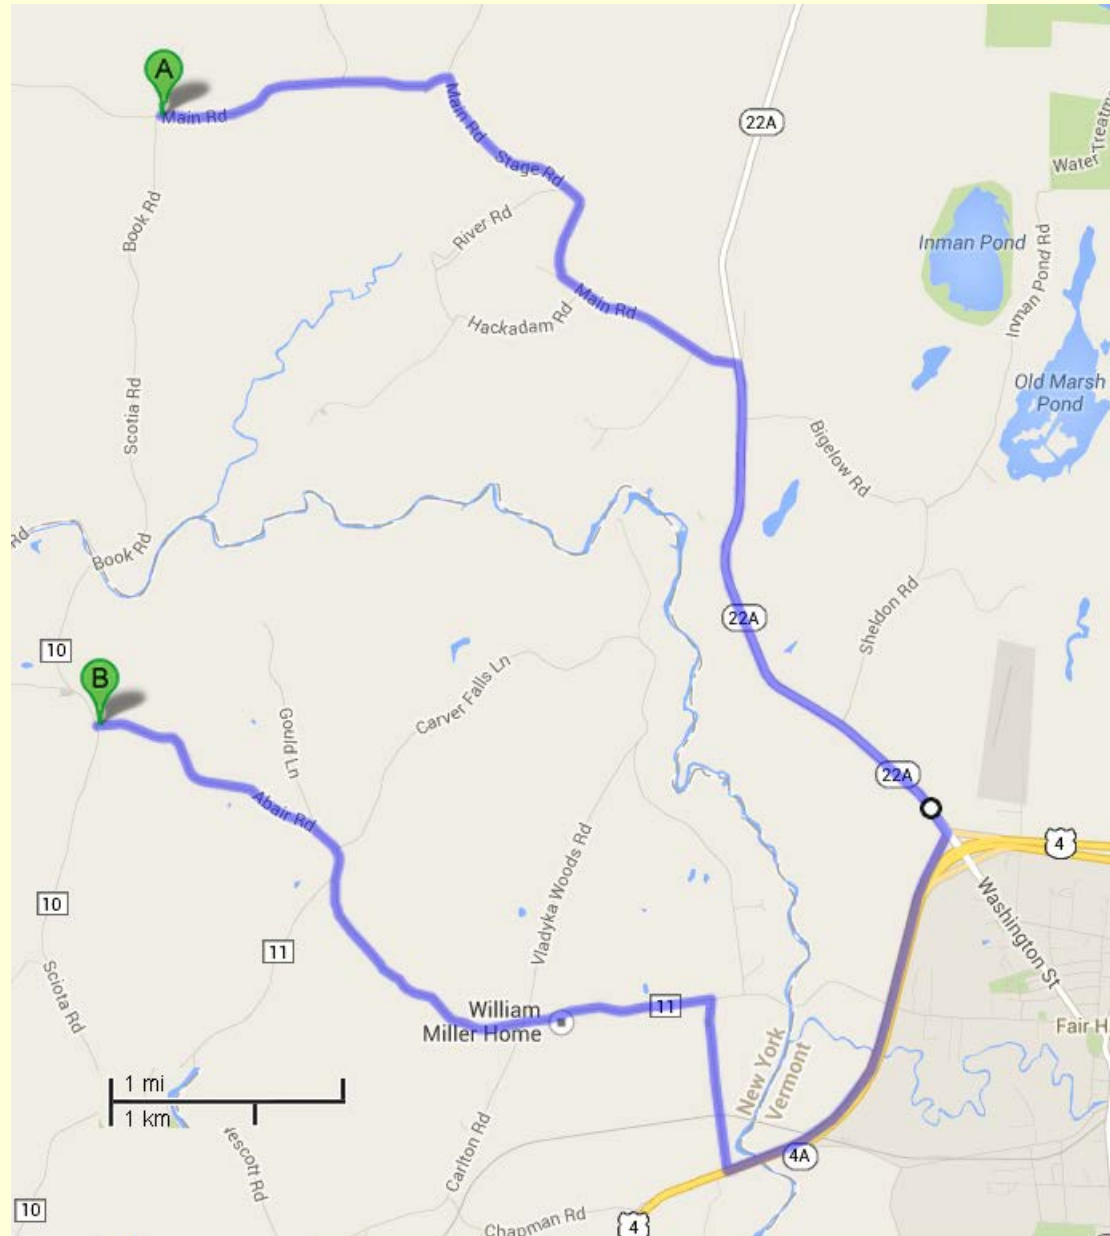 A
Main Rd
Main Rd
22A
Water Treatm
Stage Rd
Book Rd
River Rd
Inman Pond
Inman Pond Rd
Main Rd
Hackadam Rd
Scotia Rd
Old Marsh
Pond
Bigelow Rd
Rd
Book Rd
Sheldon Rd
22A
10
B
Carver Falls Ln
Gould Ln
22A
Abair Rd
4
10
Vladyka Woods Rd
Washington St
11
Sciota Rd
William
Miller Home
11
Fair H
New York
Vermont
1 mi
1 km
4A
Carlton Rd
escott Rd
10
Chapman Rd
4